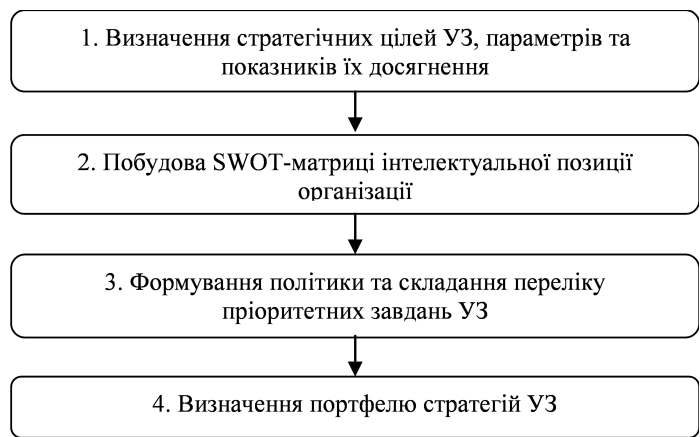 1. Визначення стратегічних цілей УЗ, параметрів та
показників їх досягнення
2. Побудова SWOT-матриці інтелектуальної позиції
організації
3. Формування політики та складання переліку
пріоритетних завдань УЗ
4. Визначення портфелю стратегій УЗ